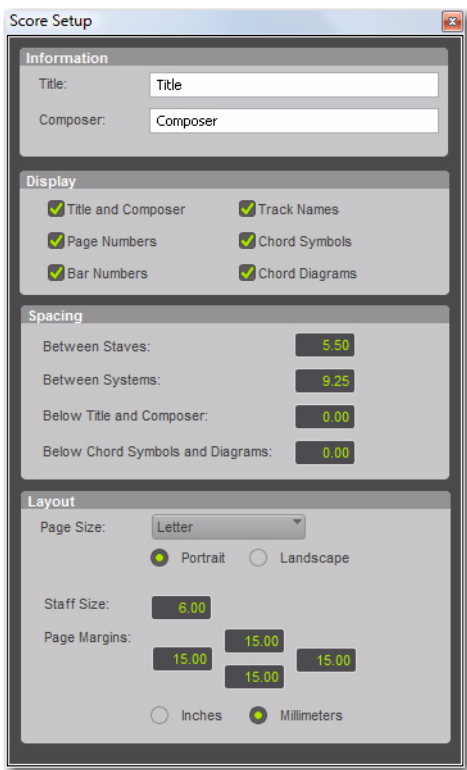 Score Setup
Information
Title: Title
Composer: Composer
Display
Title and Composer Track Names
Page Numbers Chord Symbols
Bar Numbers Chord Diagrams
Spacing
Between Staves: 5.50
Between Systems: 9.25
Below Title and Composer: 0.00
Below Chord Symbols and Diagrams: 0.00
Layout
Page Size: Letter
Portrait Landscape
Staff Size: 6.00
Page Margins: 15.00
15.00 15.00
15.00
Inches Millimeters